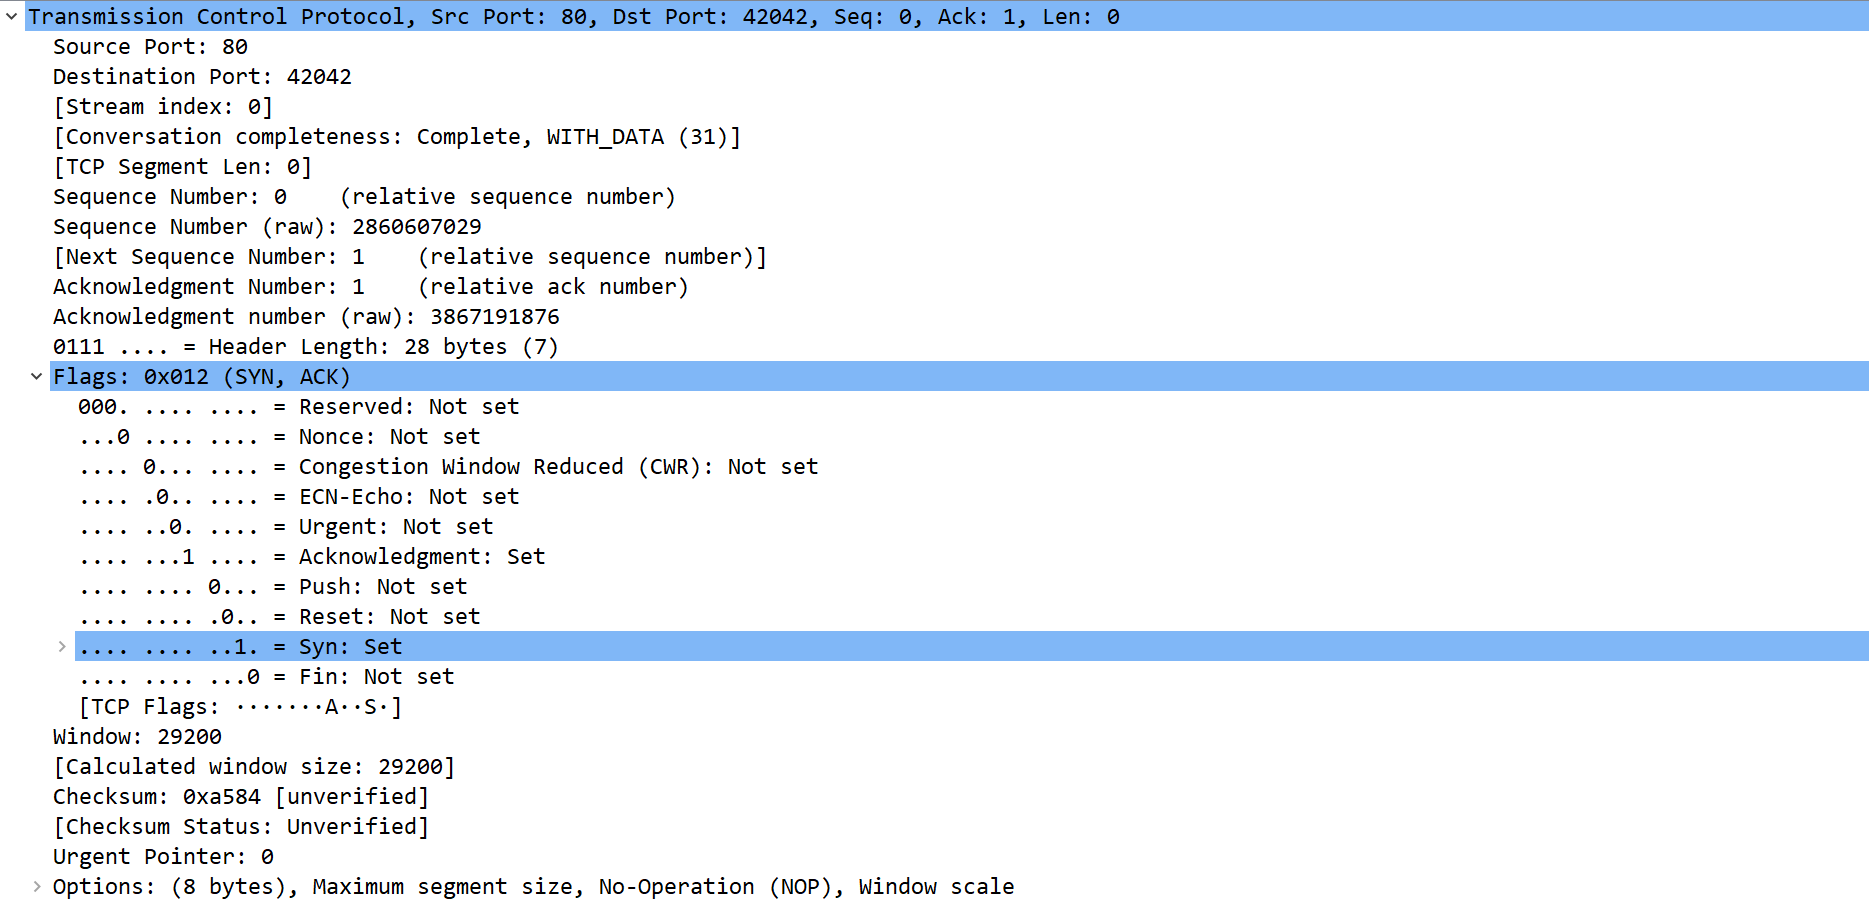 Transmission Control Protocol, Src Port: 80, Dst Port: 42042, Seq: 0, Ack: 1, Len: 0
Source Port: 80
Destination Port: 42042
[Stream index: 0]
[Conversation completeness: Complete, WITH_DATA (31)]
[TCP Segment Len: 0]
Sequence Number: 0    (relative sequence number)
Sequence Number (raw): 2860607029
[Next Sequence Number: 1    (relative sequence number)]
Acknowledgment Number: 1    (relative ack number)
Acknowledgment number (raw): 3867191876
0111 .... = Header Length: 28 bytes (7)
Flags: 0x012 (SYN, ACK)
000. .... .... = Reserved: Not set
...0 .... .... = Nonce: Not set
.... 0... .... = Congestion Window Reduced (CWR): Not set
.... .0.. .... = ECN-Echo: Not set
.... ..0. .... = Urgent: Not set
.... ...1 .... = Acknowledgment: Set
.... .... 0... = Push: Not set
.... .... .0.. = Reset: Not set
.... .... ..1. = Syn: Set
.... .... ...0 = Fin: Not set
[TCP Flags: ·······A··S·]
Window: 29200
[Calculated window size: 29200]
Checksum: 0xa584 [unverified]
[Checksum Status: Unverified]
Urgent Pointer: 0
Options: (8 bytes), Maximum segment size, No-Operation (NOP), Window scale